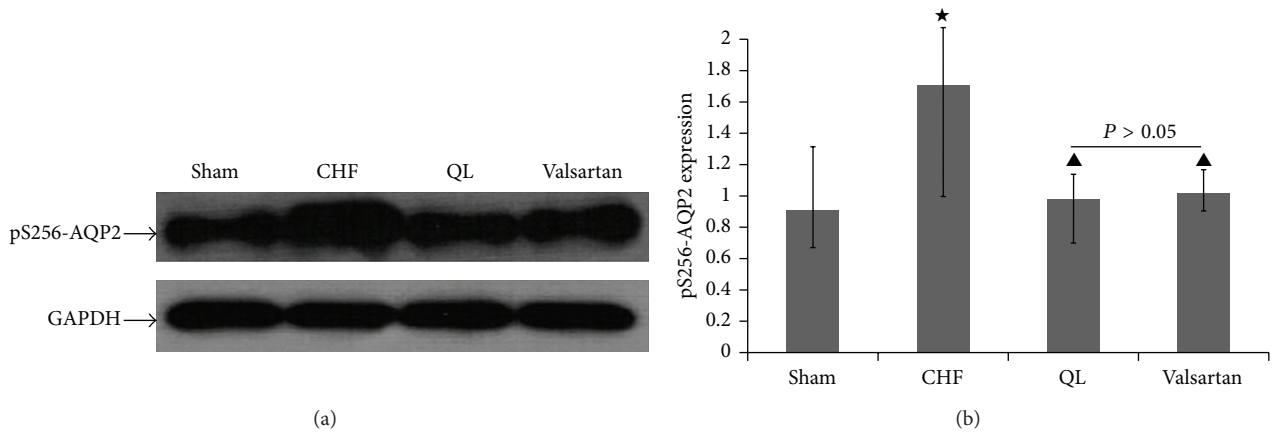 Sham CHF QL Valsartan
pS256-AQP2
GAPDH
(a)
★
2
1.8
1.6
1.4
1.2
1
0.8
0.6
0.4
0.2
0
pS256-AQP2 expression
P > 0.05
▲ ▲
Sham CHF QL Valsartan
(b)